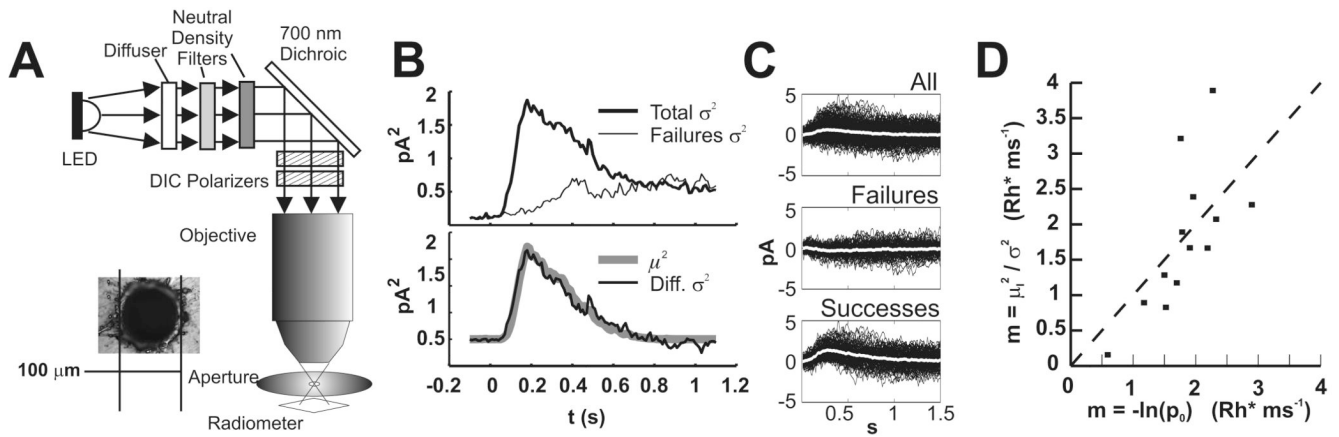 A
Neutral
Density
Filters
Diffuser
700 nm
Dichroic
LED
DIC Polarizers
Objective
100 μm
Aperture
Radiometer
B
2
1.5
1
0.5
pA²
Total σ²
Failures σ²
2
1.5
1
0.5
pA²
μ²
Diff. σ²
-0.2 0 0.2 0.4 0.6 0.8 1 1.2
t (s)
C
All
5
0
-5
Failures
5
0
-5
pA
Successes
5
0
-5
0.5 1 1.5
s
D
4
3.5
3
2.5
2
1.5
1
0.5
0
m = μI² / σ² (Rh* ms⁻¹)
0 1 2 3 4
m = -ln(p₀) (Rh* ms⁻¹)